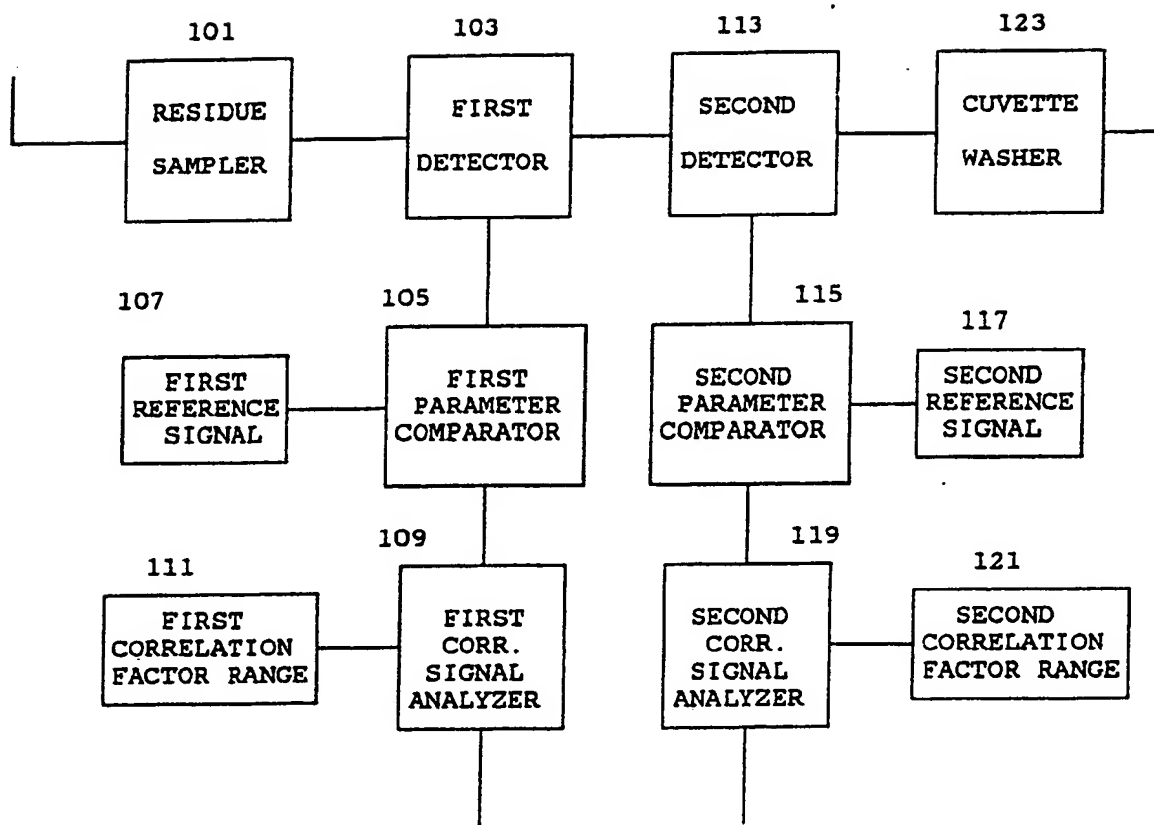 101
103
113
123
RESIDUE
SAMPLER
FIRST
DETECTOR
SECOND
DETECTOR
CUVETTE
WASHER
107
105
115
117
FIRST
REFERENCE
SIGNAL
FIRST
PARAMETER
COMPARATOR
SECOND
PARAMETER
COMPARATOR
SECOND
REFERENCE
SIGNAL
111
109
119
121
FIRST
CORRELATION
FACTOR RANGE
FIRST
CORR.
SIGNAL
ANALYZER
SECOND
CORR.
SIGNAL
ANALYZER
SECOND
CORRELATION
FACTOR RANGE